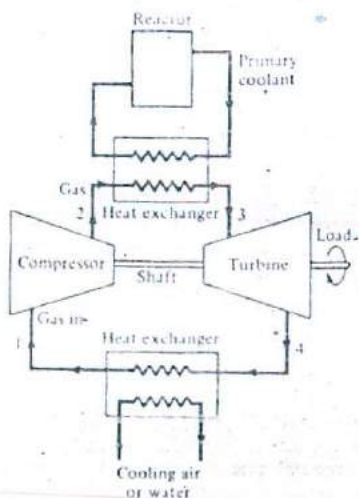 Reactor
Primary
coolant
Gas
2
3
Heat exchanger
Load
Compressor
Turbine
Shaft
Gas in
1
4
Heat exchanger
Cooling air
or water